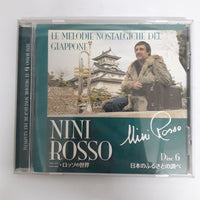 LE MELODIE NOSTALGICHE DEL
GIAPPONE
NINI
ROSSO
ニニ・ロッソの世界
Nini Rosso
Disc 6
日本のふるさとの調べ